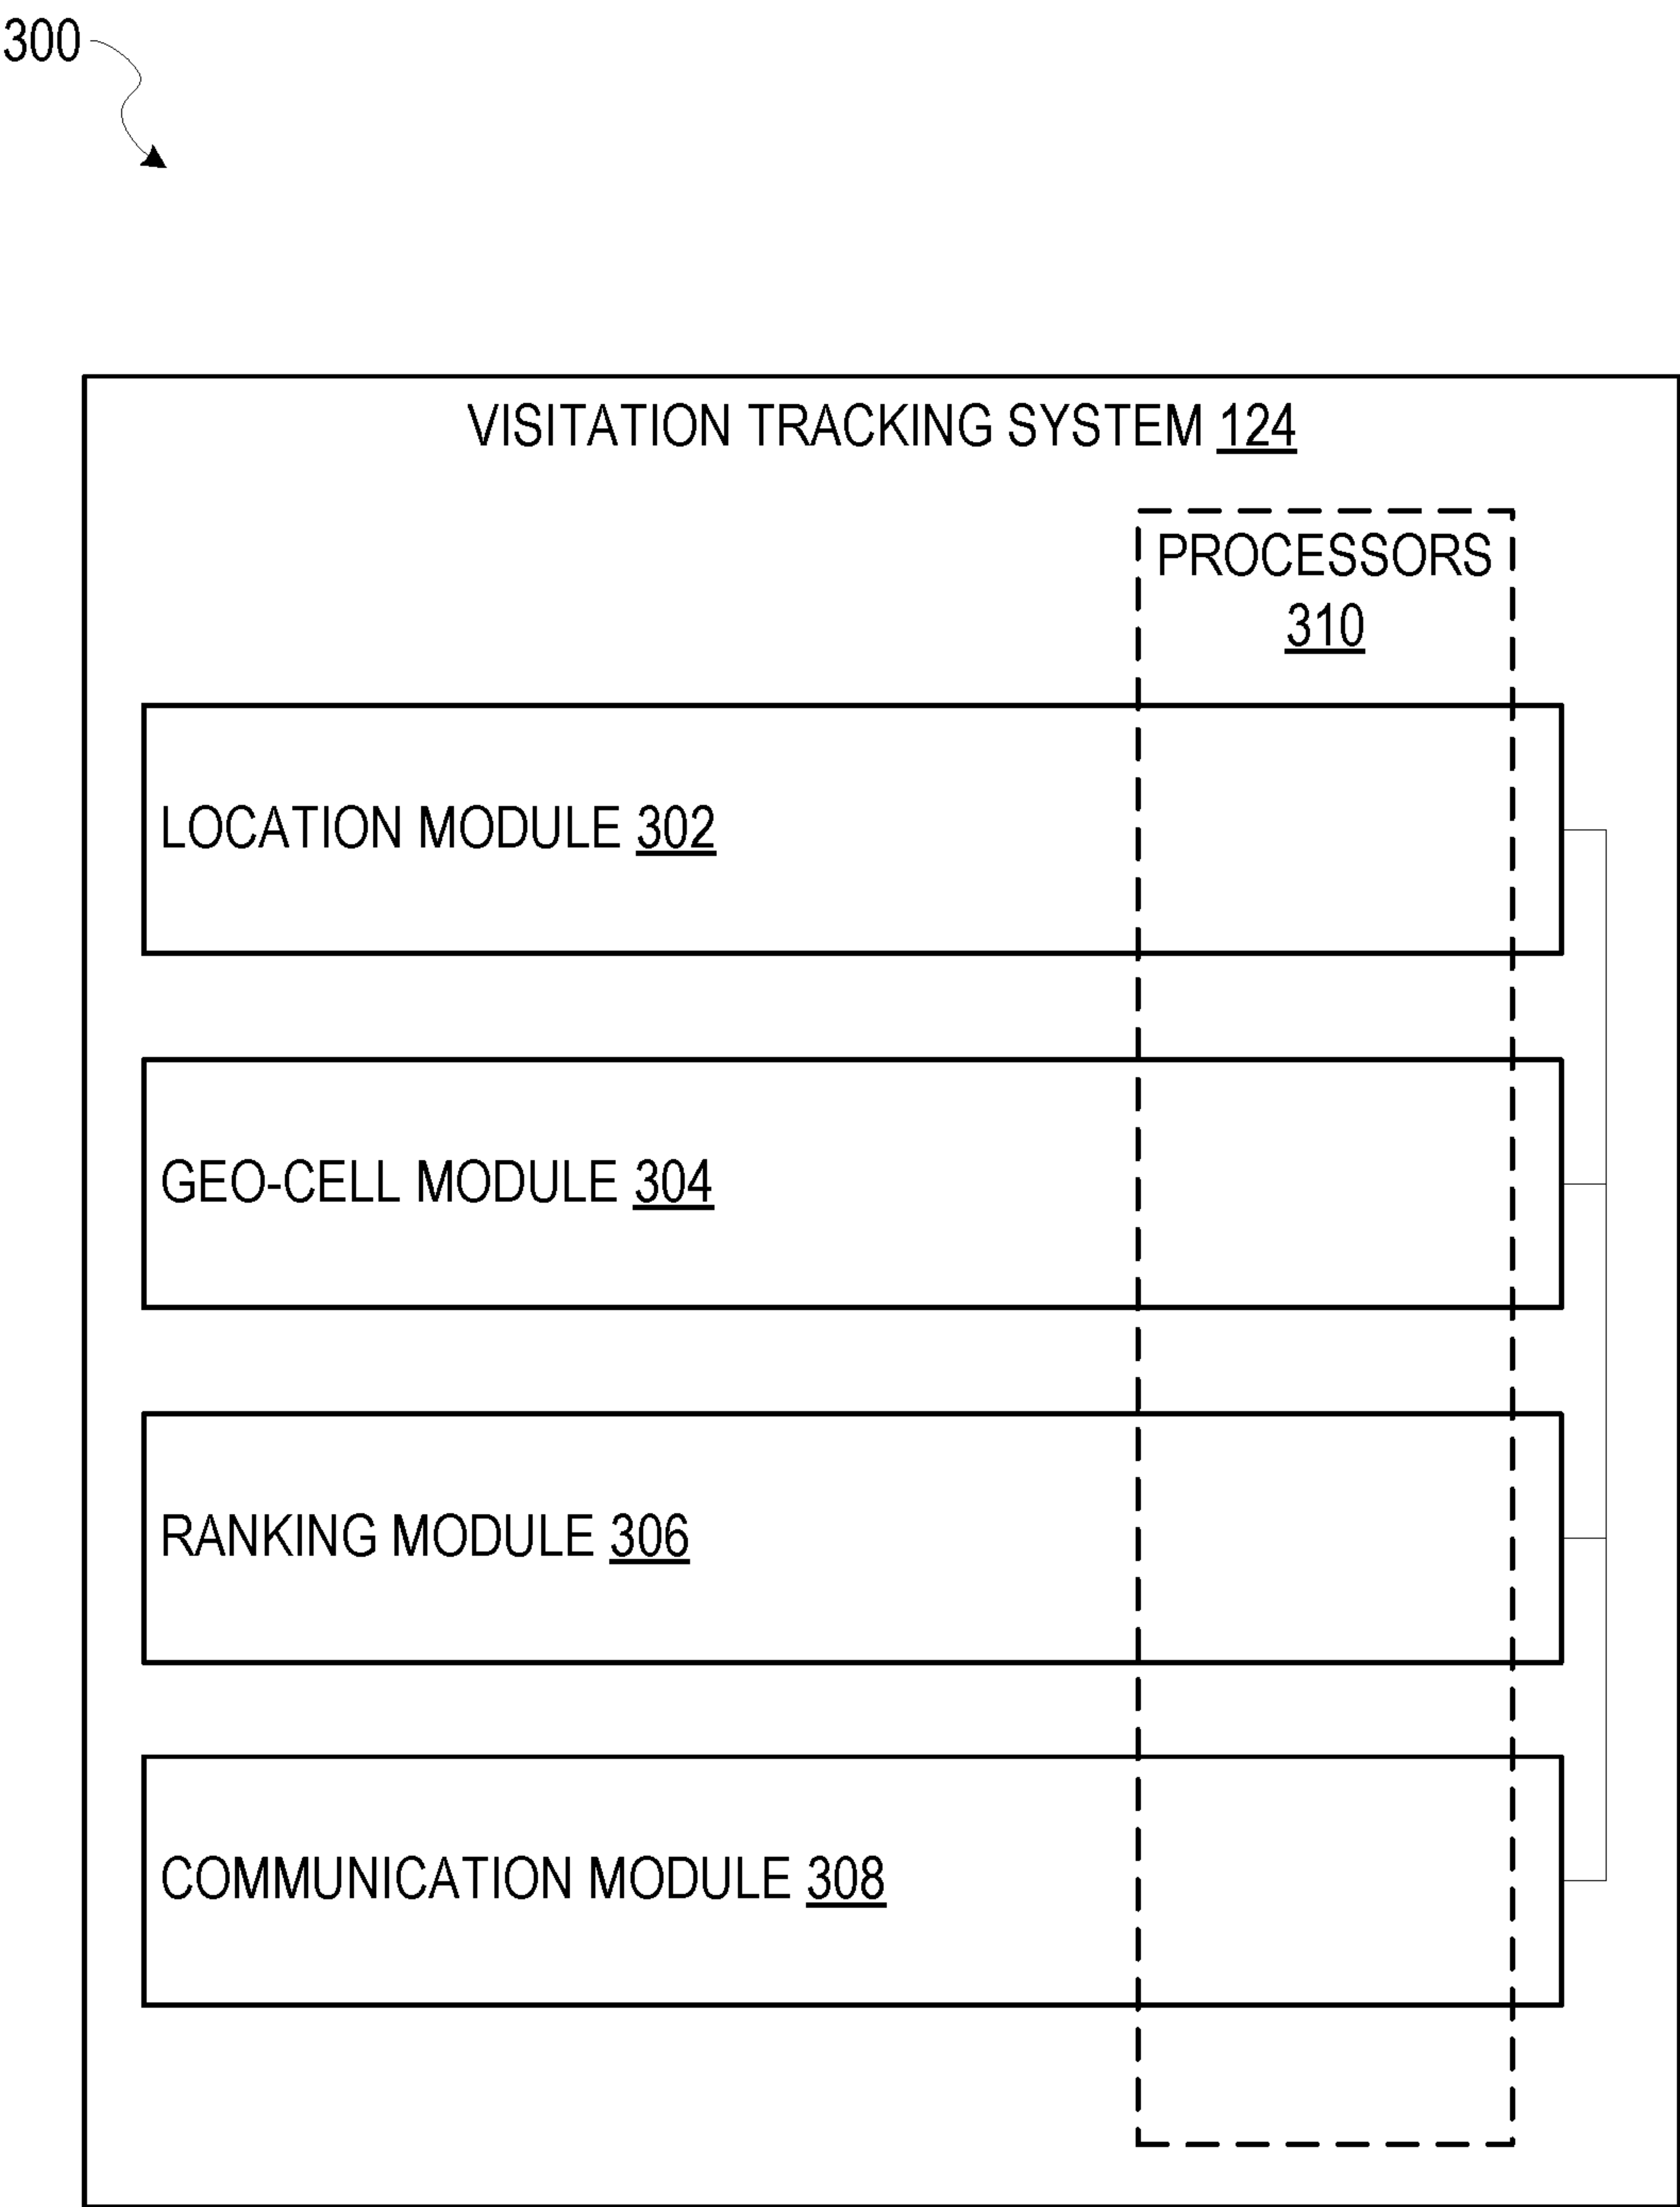 300
VISITATION TRACKING SYSTEM 124
PROCESSORS
310
LOCATION MODULE 302
GEO-CELL MODULE 304
RANKING MODULE 306
COMMUNICATION MODULE 308